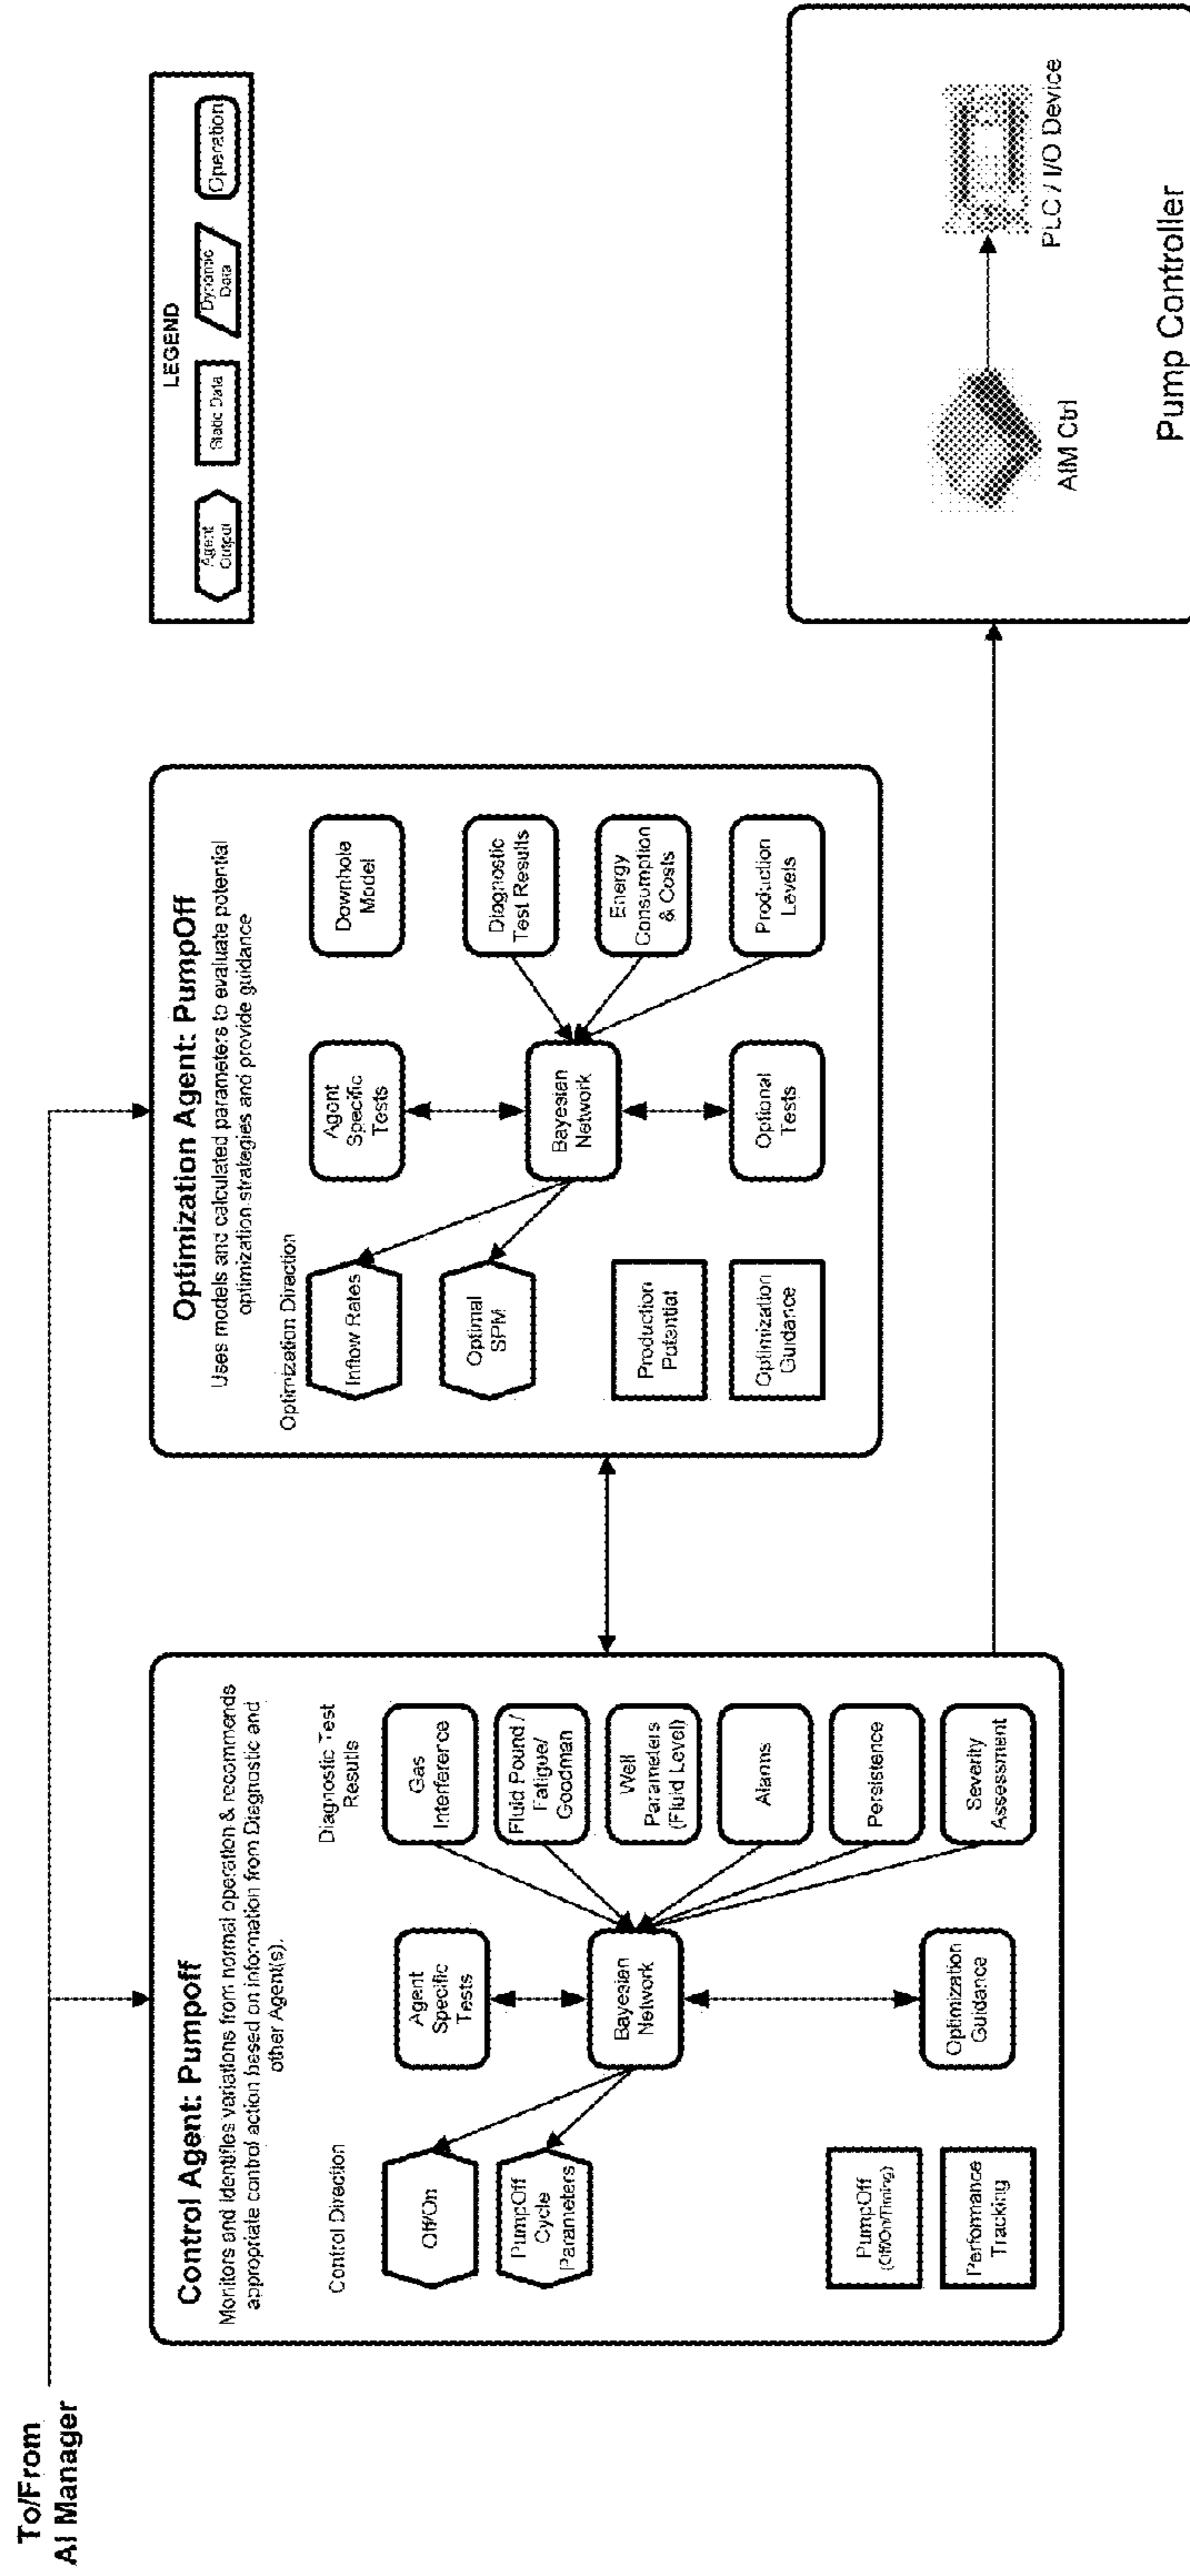 To/From
AI Manager
Control Agent: Pumpoff
Monitors and identifies variations from normal operation & recommends
appropriate control action based on information from Diagnostic and
other Agent(s).
Control Direction
Diagnostic Test
Results
Off/On
PumpOff
Cycle
Parameters
PumpOff
(Off/On/Timing)
Performance
Tracking
Agent
Specific
Tests
Bayesian
Network
Optimization
Guidance
Gas
Interference
Fluid Pound /
Fatigue/
Goodman
Well
Parameters
(Fluid Level)
Alarms
Persistence
Severity
Assessment
Optimization Agent: PumpOff
Uses models and calculated parameters to evaluate potential
optimization strategies and provide guidance
Optimization Direction
Inflow Rates
Optimal
SPM
Production
Potential
Optimization
Guidance
Agent
Specific
Tests
Bayesian
Network
Optional
Tests
Downhole
Model
Diagnostic
Test Results
Energy
Consumption
& Costs
Production
Levels
LEGEND
Agent
Output
Static Data
Dynamic
Data
Operation
AIM Ctrl
PLC / I/O Device
Pump Controller